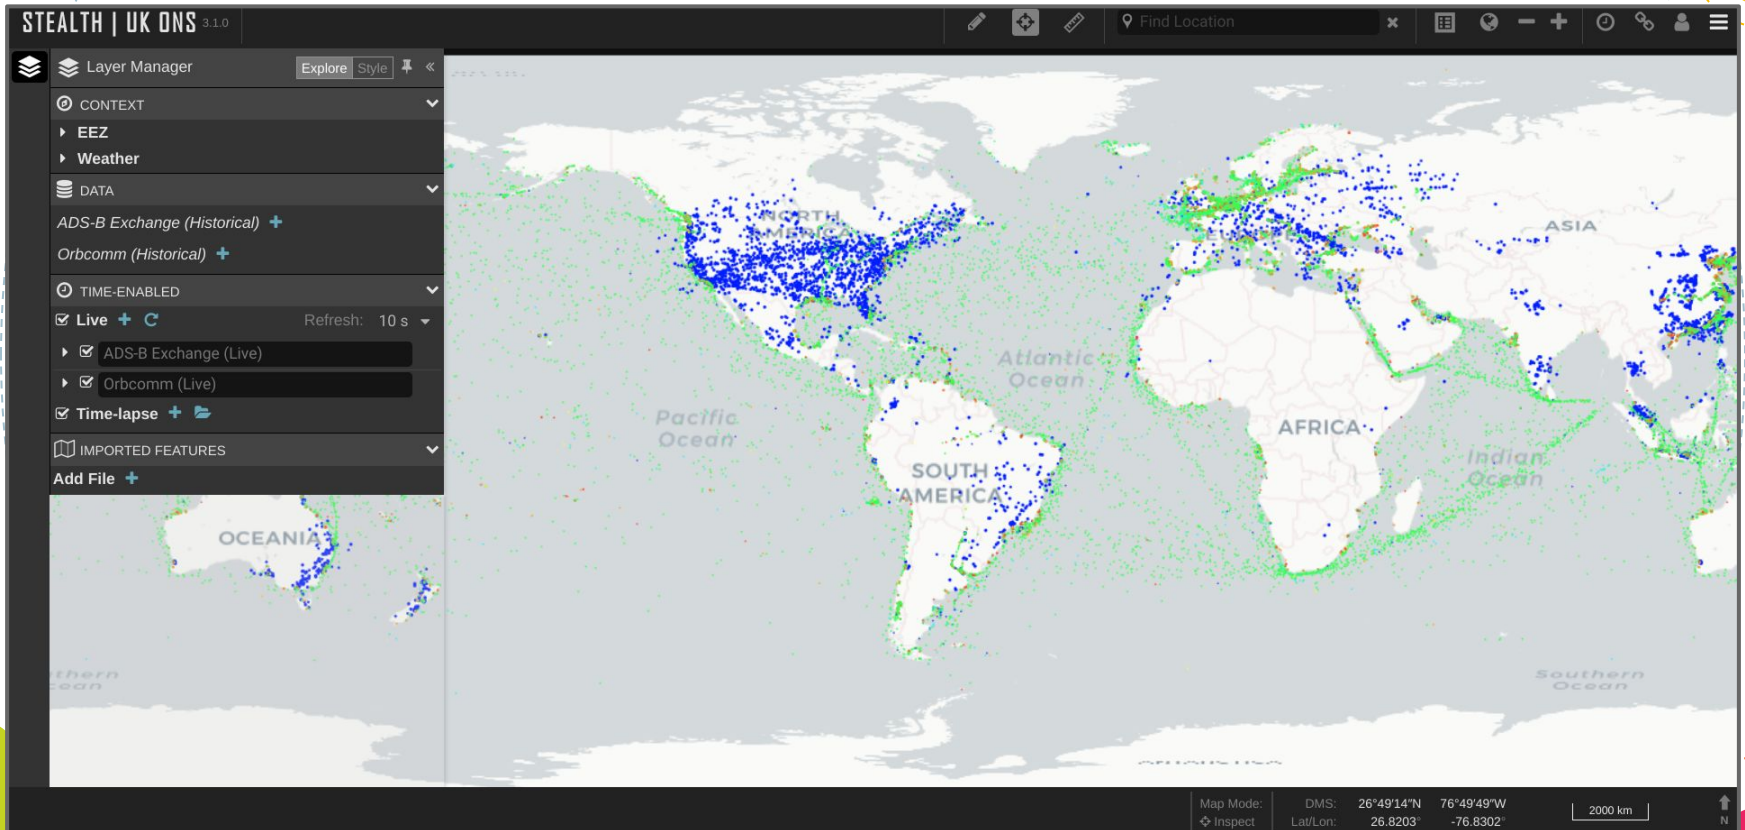 STEALTH | UK ONS 3.1.0
Find Location
Layer Manager
Explore Style
CONTEXT
EEZ
Weather
DATA
ADS-B Exchange (Historical)
Orbcomm (Historical)
TIME-ENABLED
Live
Refresh: 10 s
ADS-B Exchange (Live)
Orbcomm (Live)
Time-lapse
IMPORTED FEATURES
Add File
NORTH
AMERICA
ASIA
Atlantic
Ocean
Pacific
Ocean
AFRICA
Indian
Ocean
SOUTH
AMERICA
OCEANIA
Southern
Ocean
Map Mode:
Inspect
DMS: 26°49'14"N 76°49'49"W
Lat/Lon: 26.8203° -76.8302°
2000 km
N